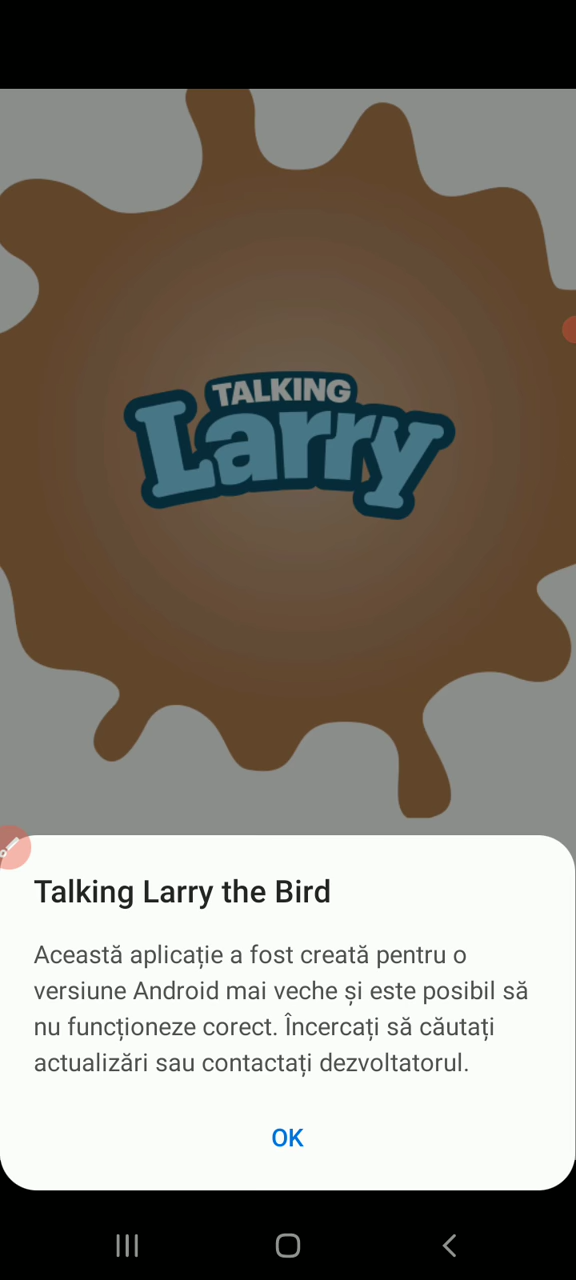 TALKING
Larry
Talking Larry the Bird
Această aplicație a fost creată pentru o
versiune Android mai veche și este posibil să
nu funcționeze corect. Încercați să căutați
actualizări sau contactați dezvoltatorul.
OK